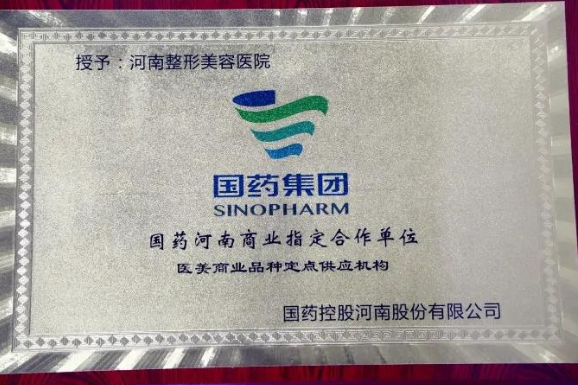 授予：河南整形美容医院
国药集团
SINOPHARM
国药河南商业指定合作单位
医美商业品种定点供应机构
国药控股河南股份有限公司